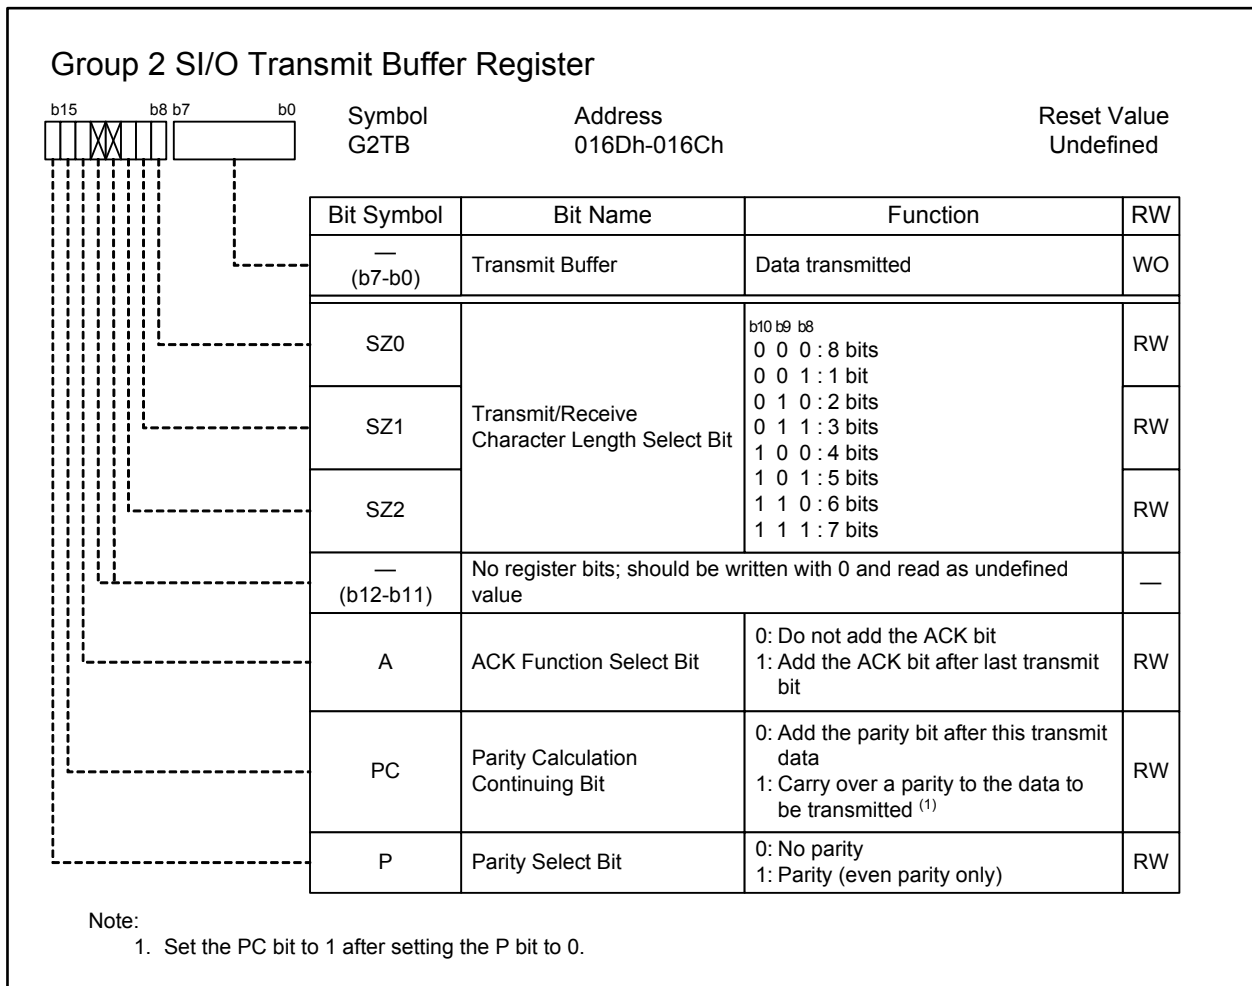 Group 2 SI/O Transmit Buffer Register
b15 b8 b7 b0
Symbol Address Reset Value
G2TB 016Dh-016Ch Undefined
Bit Symbol Bit Name Function RW
—
(b7-b0) Transmit Buffer Data transmitted WO
SZ0 RW
SZ1 RW
SZ2 RW
Transmit/Receive
Character Length Select Bit
b10 b9 b8
0 0 0 : 8 bits
0 0 1 : 1 bit
0 1 0 : 2 bits
0 1 1 : 3 bits
1 0 0 : 4 bits
1 0 1 : 5 bits
1 1 0 : 6 bits
1 1 1 : 7 bits
—
(b12-b11)
No register bits; should be written with 0 and read as undefined
value
—
A ACK Function Select Bit
0: Do not add the ACK bit
1: Add the ACK bit after last transmit
bit
RW
PC
Parity Calculation
Continuing Bit
0: Add the parity bit after this transmit
data
1: Carry over a parity to the data to
be transmitted (1)
RW
P Parity Select Bit
0: No parity
1: Parity (even parity only)
RW
Note:
1. Set the PC bit to 1 after setting the P bit to 0.